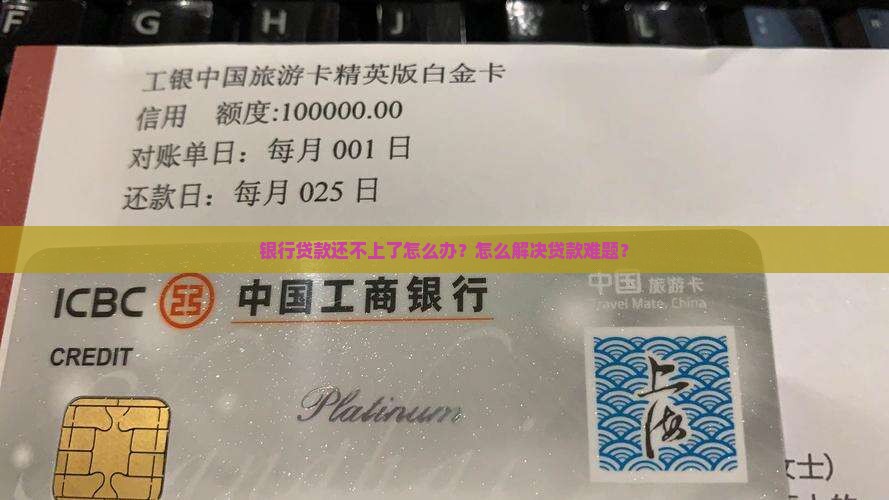 F G H J
工银中国旅游卡精英版白金卡
信用 额度:100000.00
对账单日：每月 001 日
还款日：每月 025 日
银行贷款还不上了怎么办？怎么解决贷款难题？
ICBC 中国工商银行
中国 旅游卡
Travel Mate, China
CREDIT
Platinum
上海
女士)